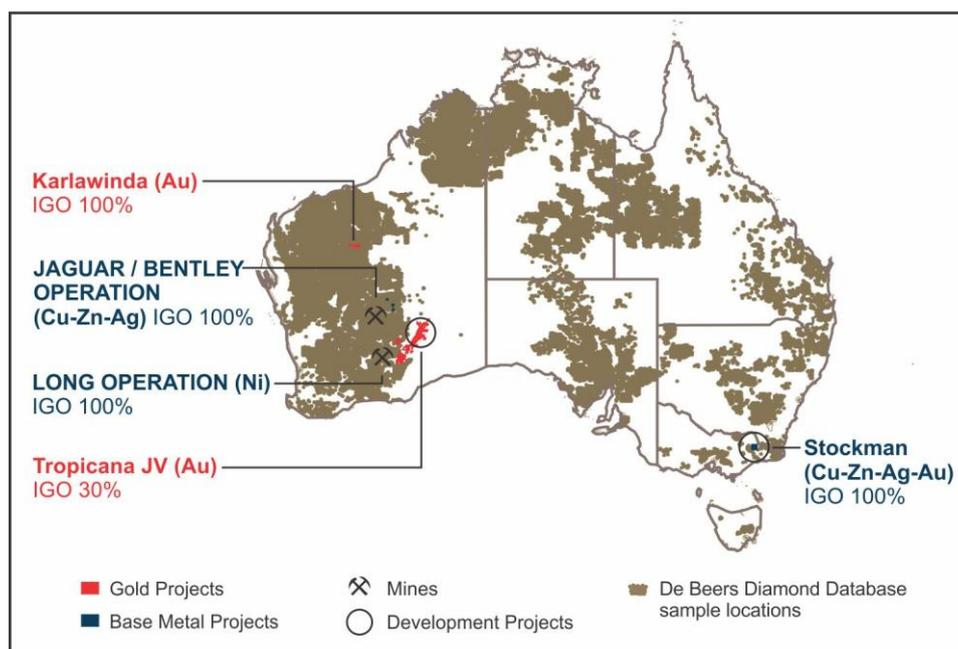 Karlawinda (Au)
IGO 100%
JAGUAR / BENTLEY
OPERATION
(Cu-Zn-Ag) IGO 100%
LONG OPERATION (Ni)
IGO 100%
Tropicana JV (Au)
IGO 30%
Stockman
(Cu-Zn-Ag-Au)
IGO 100%
Gold Projects
Base Metal Projects
Mines
Development Projects
De Beers Diamond Database
sample locations